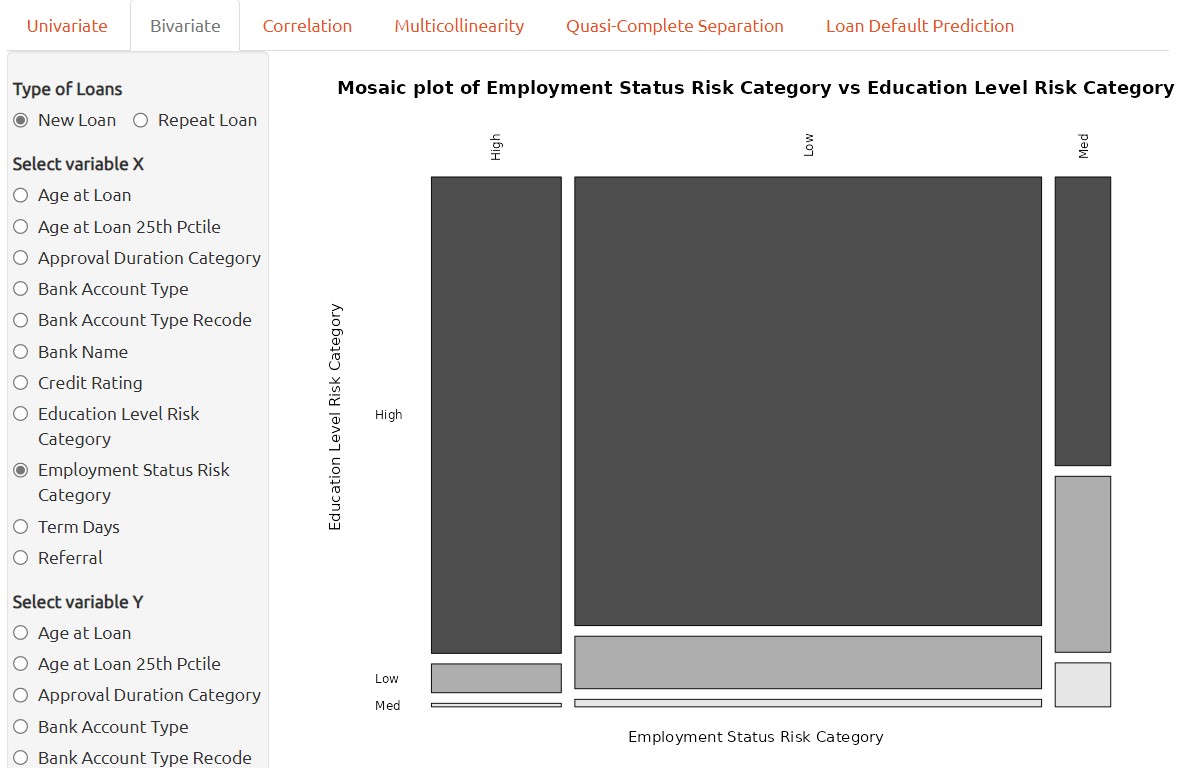 Univariate
Bivariate
Correlation
Multicollinearity
Quasi-Complete Separation
Loan Default Prediction
Type of Loans
New Loan
Repeat Loan
Select variable X
Age at Loan
Age at Loan 25th Pctile
Approval Duration Category
Bank Account Type
Bank Account Type Recode
Bank Name
Credit Rating
Education Level Risk
Category
Employment Status Risk
Category
Term Days
Referral
Select variable Y
Age at Loan
Age at Loan 25th Pctile
Approval Duration Category
Bank Account Type
Bank Account Type Recode
Mosaic plot of Employment Status Risk Category vs Education Level Risk Category
High
Low
Med
Education Level Risk Category
High
Low
Med
Employment Status Risk Category